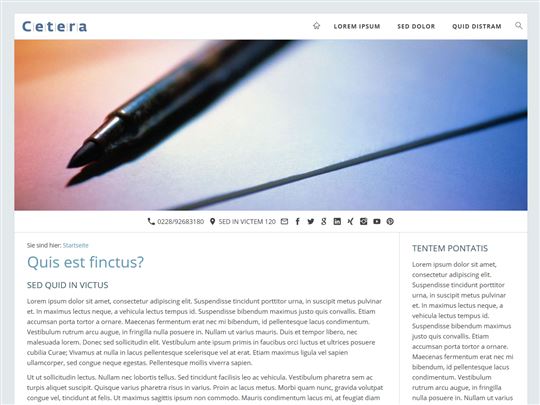 Cetera
LOREM IPSUM SED DOLOR QUID DISTRAM
0228/92683180 SED IN VICTEM 120
Sie sind hier: Startseite
Quis est finctus?
SED QUID IN VICTUS
Lorem ipsum dolor sit amet, consectetur adipiscing elit. Suspendisse tincidunt porttitor urna, in suscipit metus pulvinar
et. In maximus lectus neque, a vehicula lectus tempus sit amet. Suspendisse bibendum maximus justo quis convallis. Etiam
accumsan porta tortor a ornare. Maecenas fermentum erat nec mi bibendum, id pellentesque lacus condimentum.
Vestibulum rutrum arcu augue, in fringilla nulla posuere in. Nullam ut varius mauris. Duis et tempor libero, nec
malesuada lorem. Donec sed sollicitudin elit. Vestibulum ante ipsum primis in faucibus orci luctus et ultrices posuere
cubilia Curae; Vivamus at nulla in lacus pellentesque scelerisque vel at erat. Etiam maximus ligula vel sapien
ullamcorper, sed congue neque egestas. Pellentesque mollis viverra sapien.
Ut ut sollicitudin lectus. Nullam nec lobortis tellus. Sed tincidunt facilisis leo ac vehicula. Vestibulum pharetra sem ac
turpis aliquet suscipit. Quisque varius pharetra risus in varius. Proin ac lacus metus. Morbi quam nunc, gravida volutpat
congue vel, tincidunt ornare est. Ut maximus sagittis ipsum non commodo. Mauris condimentum mauris at, at feugiat diam
TENTEM PONTATIS
Lorem ipsum dolor sit amet,
consectetur adipiscing elit.
Suspendisse tincidunt porttitor
urna, in suscipit metus pulvinar
et. In maximus lectus neque, a
vehicula lectus tempus sit amet.
Suspendisse bibendum maximus
justo quis convallis. Etiam
accumsan porta tortor a ornare.
Maecenas fermentum erat nec mi
bibendum, id pellentesque lacus
condimentum. Vestibulum rutrum
arcu augue, in fringilla nulla
posuere in. Nullam ut varius